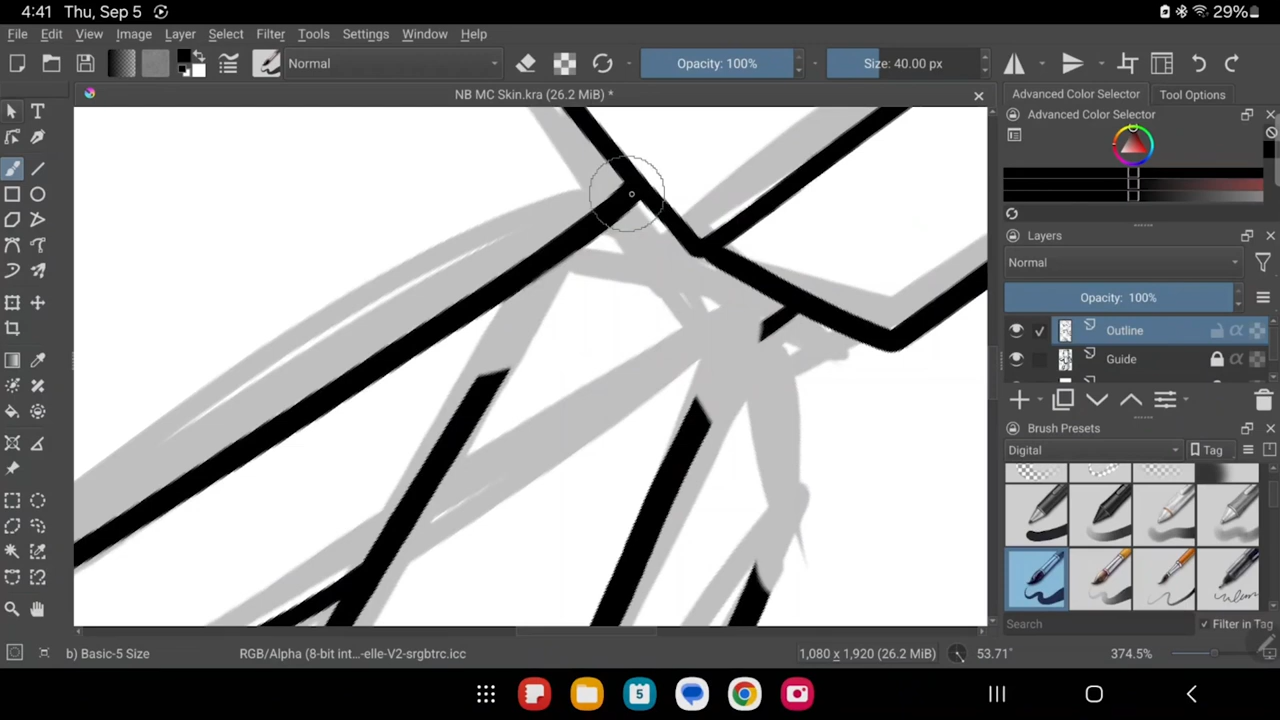 4:41 Thu, Sep 5 29%
File Edit View Image Layer Select Filter Tools Settings Window Help
Normal Opacity: 100% Size: 40.00 px
NB MC Skin.kra (26.2 MiB) *
Advanced Color Selector Tool Options
Advanced Color Selector
Layers
Normal
Opacity: 100%
Outline
Guide
Brush Presets
Digital Tag
Search Filter in Tag
b) Basic-5 Size RGB/Alpha (8-bit int...-elle-V2-srgbtrc.icc 1,080 x 1,920 (26.2 MiB) 53.71° 374.5%
5